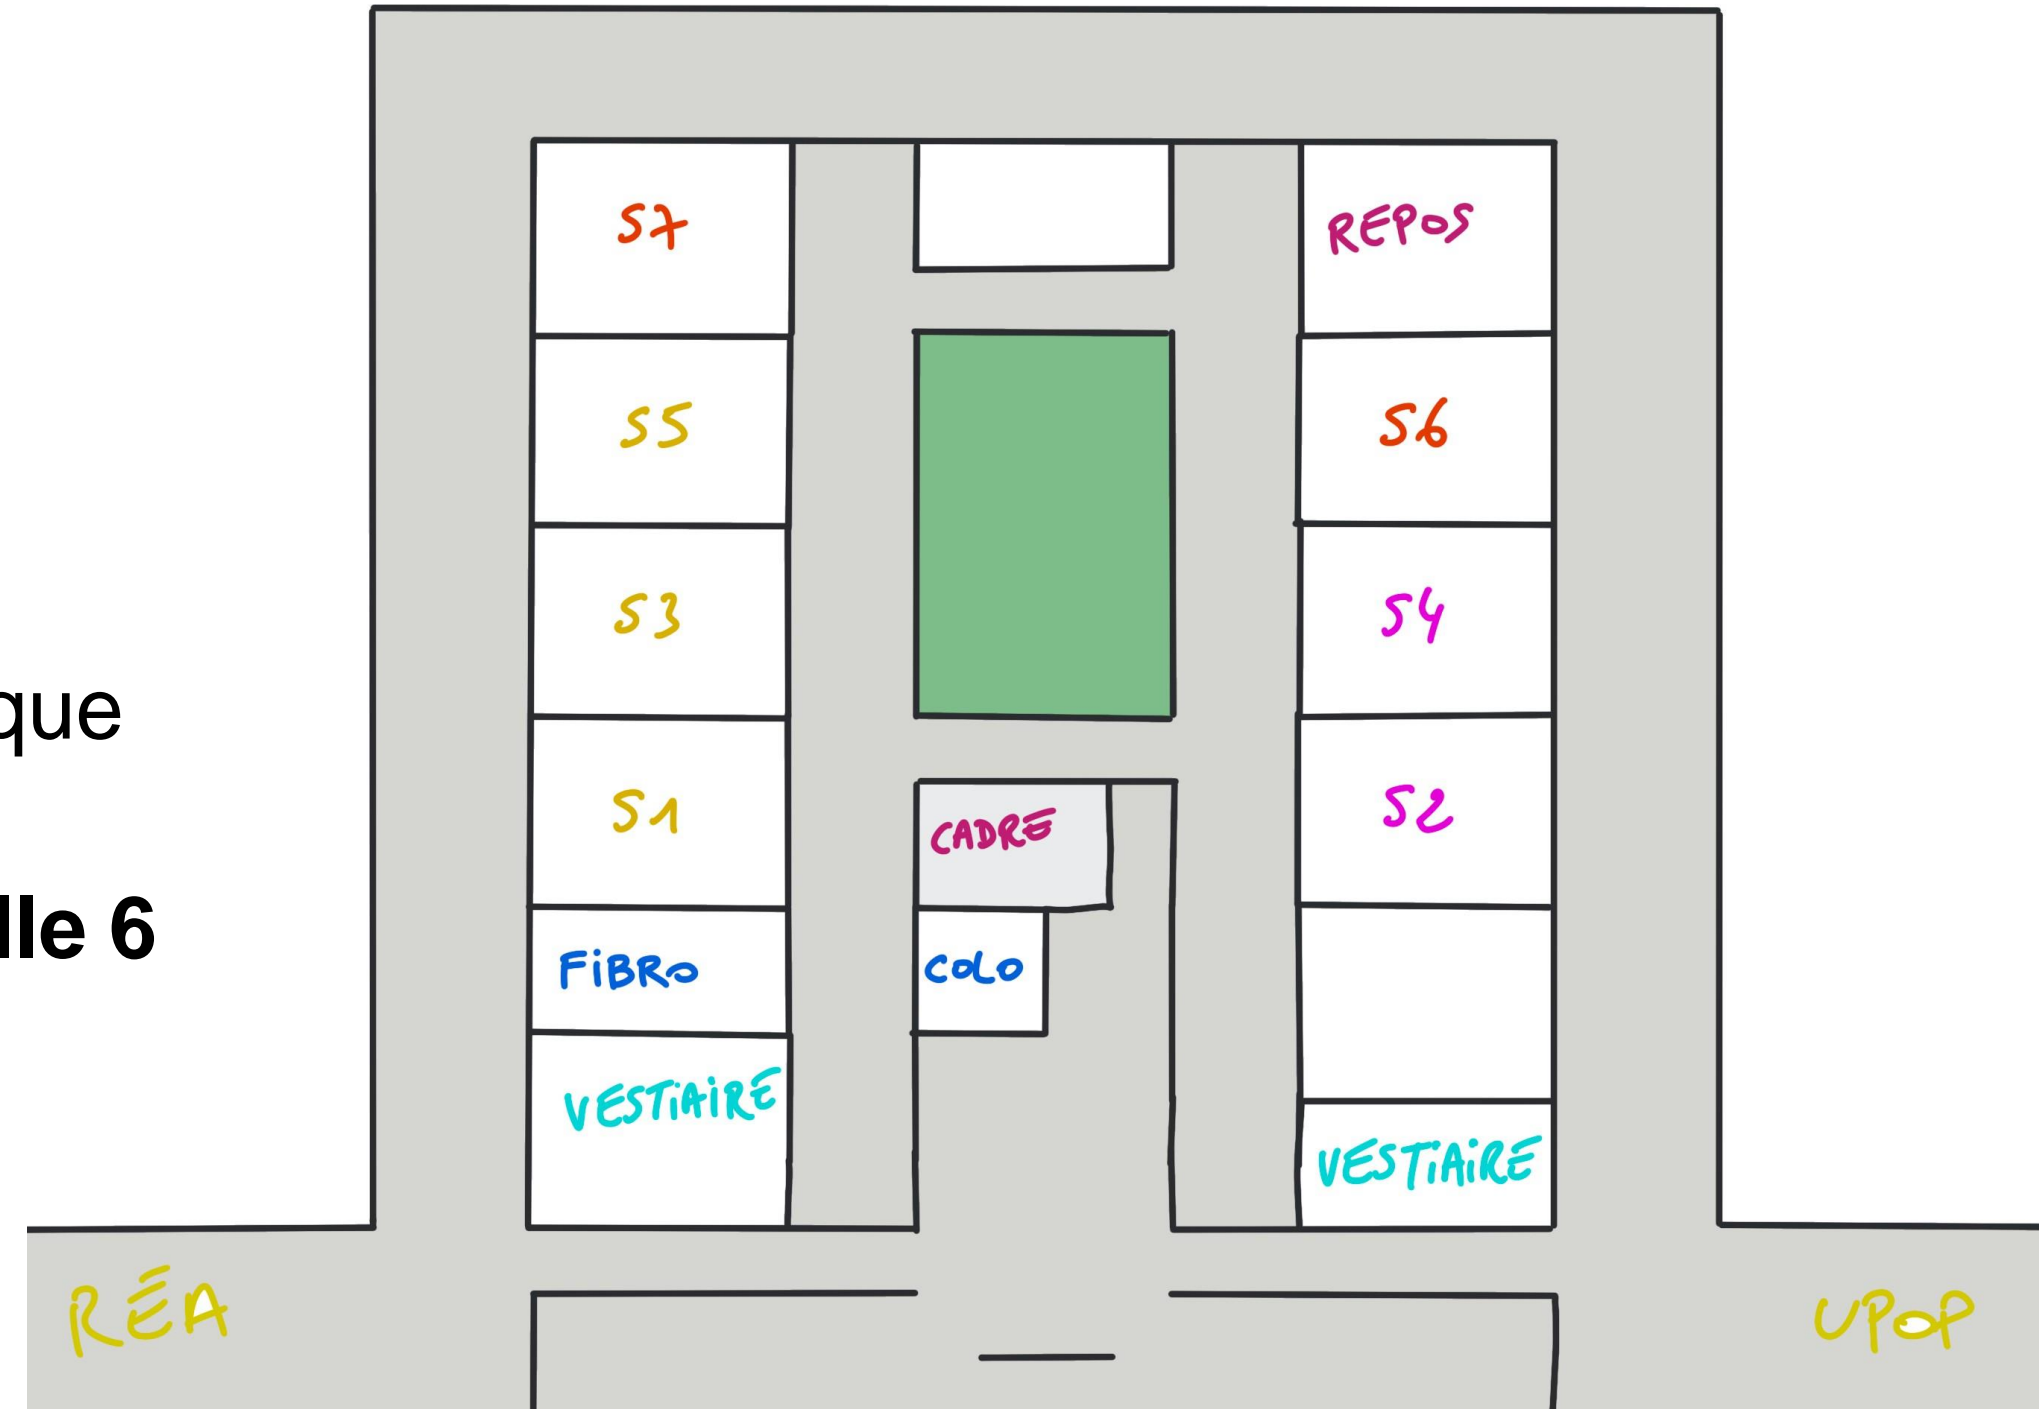 S7
REPOS
S5
S6
S3
S4
que
S1
CADRE
S2
lle 6
FiBRO
COLO
VESTiAiRE
VESTiAiRE
RÉA
UPOP